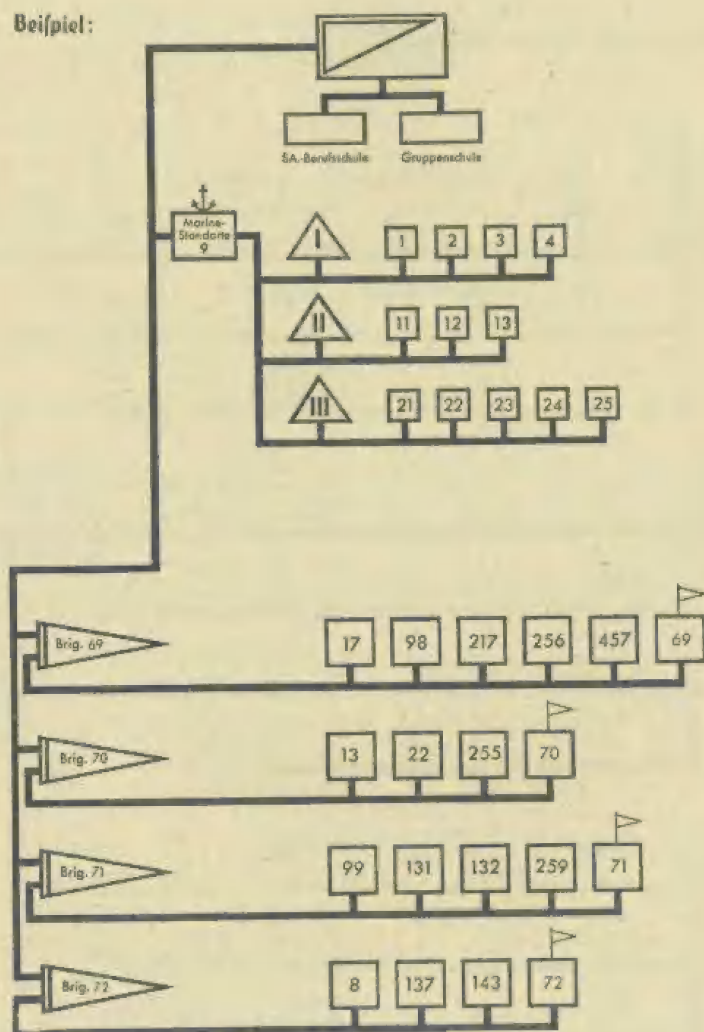 Beiſpiel:
SA.-Berufsschule Gruppenschule
Marine-
Standarte
9
I 1 2 3 4
II 11 12 13
III 21 22 23 24 25
Brig. 69 17 98 217 256 457 69
Brig. 70 13 22 255 70
Brig. 71 99 131 132 259 71
Brig. 72 8 137 143 72